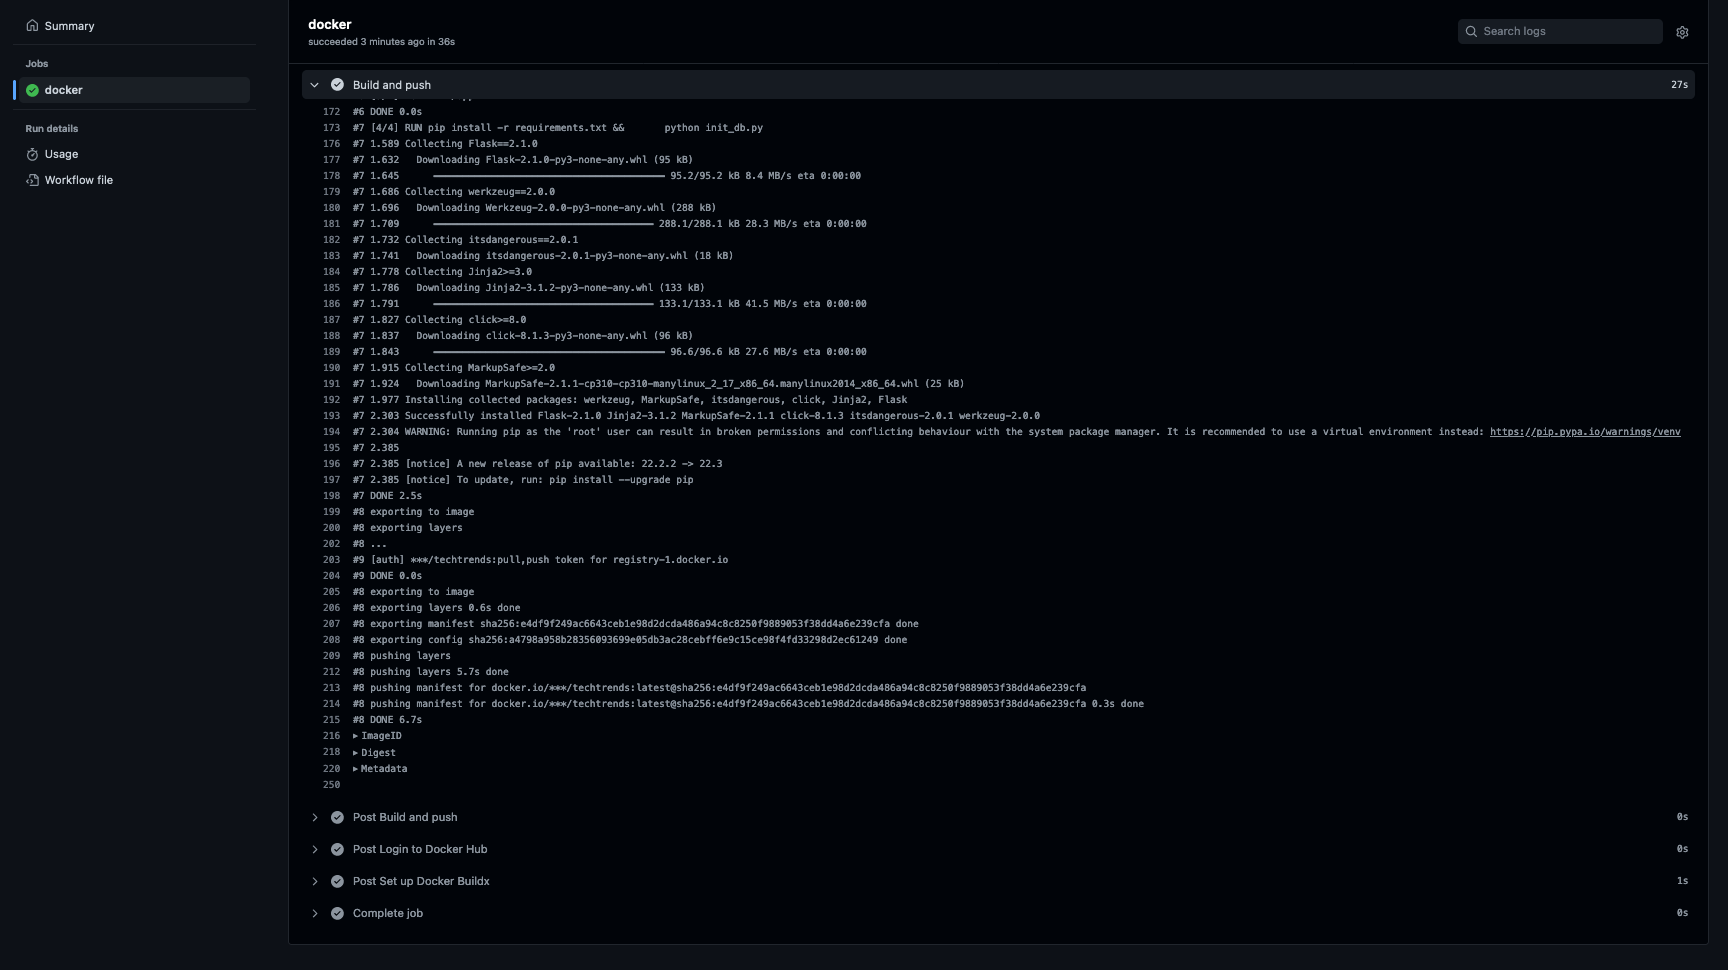 Summary
Jobs
docker
Run details
Usage
Workflow file
docker
succeeded 3 minutes ago in 36s
Search logs
Build and push 27s
172 #6 DONE 0.0s
173 #7 [4/4] RUN pip install -r requirements.txt && python init_db.py
176 #7 1.589 Collecting Flask==2.1.0
177 #7 1.632 Downloading Flask-2.1.0-py3-none-any.whl (95 kB)
178 #7 1.645 ━━━━━━━━━━━━━━━━━━━━━━━━━━━━━━━━━━━━━━━━ 95.2/95.2 kB 8.4 MB/s eta 0:00:00
179 #7 1.686 Collecting werkzeug==2.0.0
180 #7 1.696 Downloading Werkzeug-2.0.0-py3-none-any.whl (288 kB)
181 #7 1.709 ━━━━━━━━━━━━━━━━━━━━━━━━━━━━━━━━━━━━━━ 288.1/288.1 kB 28.3 MB/s eta 0:00:00
182 #7 1.732 Collecting itsdangerous==2.0.1
183 #7 1.741 Downloading itsdangerous-2.0.1-py3-none-any.whl (18 kB)
184 #7 1.778 Collecting Jinja2>=3.0
185 #7 1.786 Downloading Jinja2-3.1.2-py3-none-any.whl (133 kB)
186 #7 1.791 ━━━━━━━━━━━━━━━━━━━━━━━━━━━━━━━━━━━━━━ 133.1/133.1 kB 41.5 MB/s eta 0:00:00
187 #7 1.827 Collecting click>=8.0
188 #7 1.837 Downloading click-8.1.3-py3-none-any.whl (96 kB)
189 #7 1.843 ━━━━━━━━━━━━━━━━━━━━━━━━━━━━━━━━━━━━━━━━ 96.6/96.6 kB 27.6 MB/s eta 0:00:00
190 #7 1.915 Collecting MarkupSafe>=2.0
191 #7 1.924 Downloading MarkupSafe-2.1.1-cp310-cp310-manylinux_2_17_x86_64.manylinux2014_x86_64.whl (25 kB)
192 #7 1.977 Installing collected packages: werkzeug, MarkupSafe, itsdangerous, click, Jinja2, Flask
193 #7 2.303 Successfully installed Flask-2.1.0 Jinja2-3.1.2 MarkupSafe-2.1.1 click-8.1.3 itsdangerous-2.0.1 werkzeug-2.0.0
194 #7 2.304 WARNING: Running pip as the 'root' user can result in broken permissions and conflicting behaviour with the system package manager. It is recommended to use a virtual environment instead: https://pip.pypa.io/warnings/venv
195 #7 2.385
196 #7 2.385 [notice] A new release of pip available: 22.2.2 -> 22.3
197 #7 2.385 [notice] To update, run: pip install --upgrade pip
198 #7 DONE 2.5s
199 #8 exporting to image
200 #8 exporting layers
202 #8 ...
203 #9 [auth] ***/techtrends:pull,push token for registry-1.docker.io
204 #9 DONE 0.0s
205 #8 exporting to image
206 #8 exporting layers 0.6s done
207 #8 exporting manifest sha256:e4df9f249ac6643ceb1e98d2dcda486a94c8c8250f9889053f38dd4a6e239cfa done
208 #8 exporting config sha256:a4798a958b28356093699e05db3ac28cebff6e9c15ce98f4fd33298d2ec61249 done
209 #8 pushing layers
212 #8 pushing layers 5.7s done
213 #8 pushing manifest for docker.io/***/techtrends:latest@sha256:e4df9f249ac6643ceb1e98d2dcda486a94c8c8250f9889053f38dd4a6e239cfa
214 #8 pushing manifest for docker.io/***/techtrends:latest@sha256:e4df9f249ac6643ceb1e98d2dcda486a94c8c8250f9889053f38dd4a6e239cfa 0.3s done
215 #8 DONE 6.7s
216 ▶ ImageID
218 ▶ Digest
220 ▶ Metadata
250
Post Build and push 0s
Post Login to Docker Hub 0s
Post Set up Docker Buildx 1s
Complete job 0s